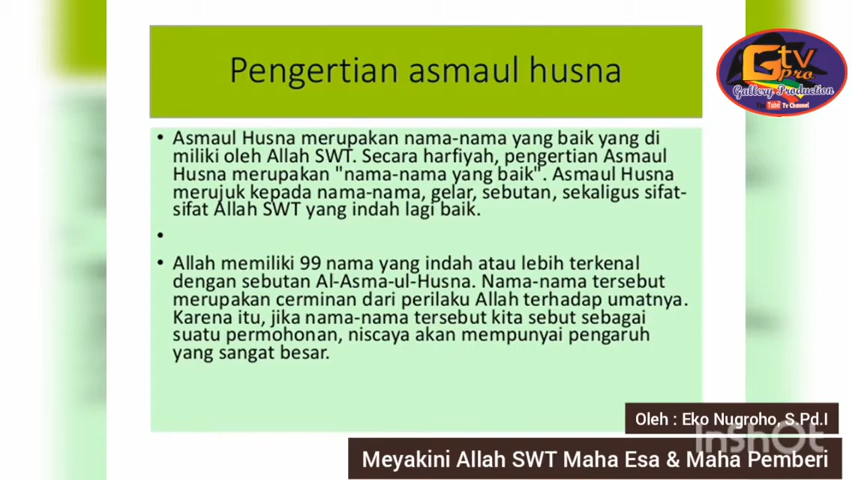 Pengertian asmaul husna
GTV
pro
Gallery Production
You Tube Tv Channel
• Asmaul Husna merupakan nama-nama yang baik yang di
miliki oleh Allah SWT. Secara harfiyah, pengertian Asmaul
Husna merupakan "nama-nama yang baik". Asmaul Husna
merujuk kepada nama-nama, gelar, sebutan, sekaligus sifat-
sifat Allah SWT yang indah lagi baik.
•
• Allah memiliki 99 nama yang indah atau lebih terkenal
dengan sebutan Al-Asma-ul-Husna. Nama-nama tersebut
merupakan cerminan dari perilaku Allah terhadap umatnya.
Karena itu, jika nama-nama tersebut kita sebut sebagai
suatu permohonan, niscaya akan mempunyai pengaruh
yang sangat besar.
Oleh : Eko Nugroho, S.Pd.I
InShOt
Meyakini Allah SWT Maha Esa & Maha Pemberi